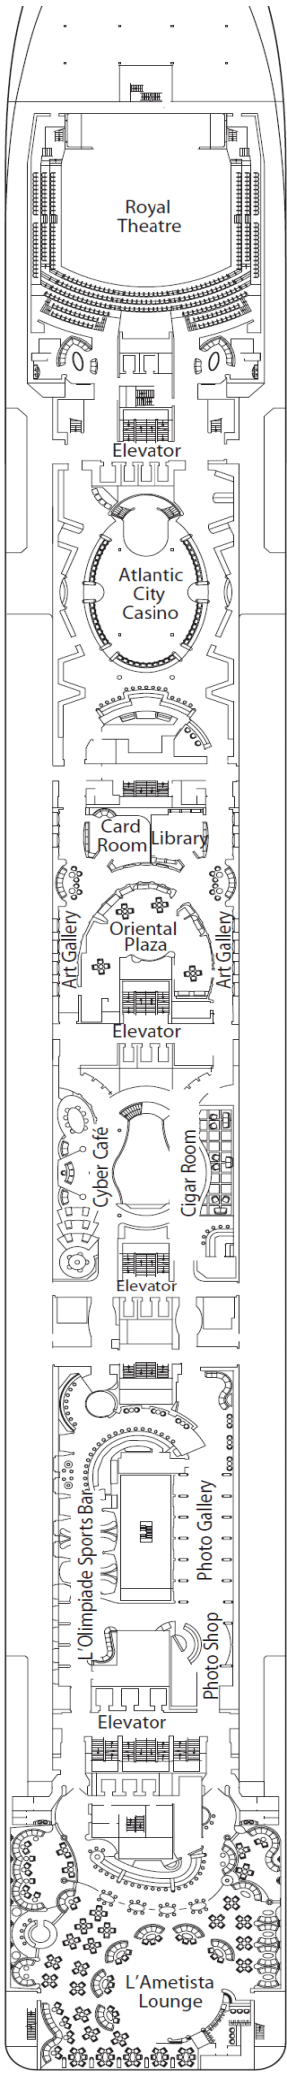 Royal
Theatre
Elevator
Atlantic
City
Casino
Card
Room
Library
Oriental
Plaza
Art Gallery
Art Gallery
Elevator
Cyber Café
Cigar Room
Elevator
L'Olimpiade Sports Bar
Photo Gallery
Photo Shop
Elevator
L'Ametista
Lounge